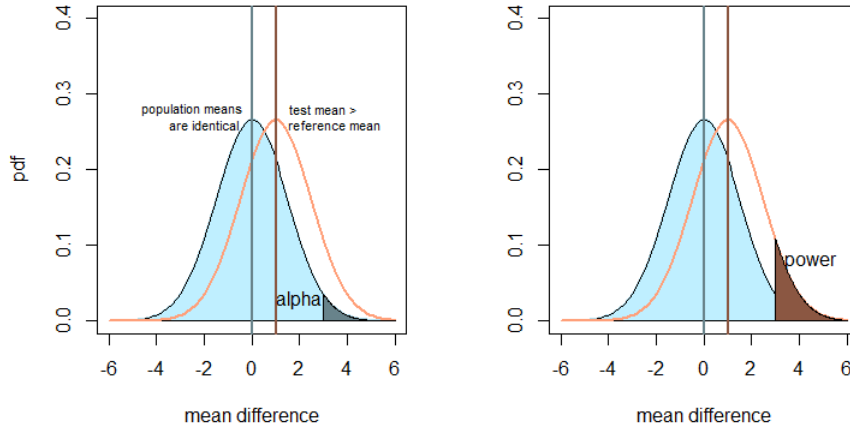 0.4
0.3
0.2
0.1
0.0
pdf
population means
are identical
test mean >
reference mean
alpha
-6 -4 -2 0 2 4 6
mean difference
0.4
0.3
0.2
0.1
0.0
power
-6 -4 -2 0 2 4 6
mean difference